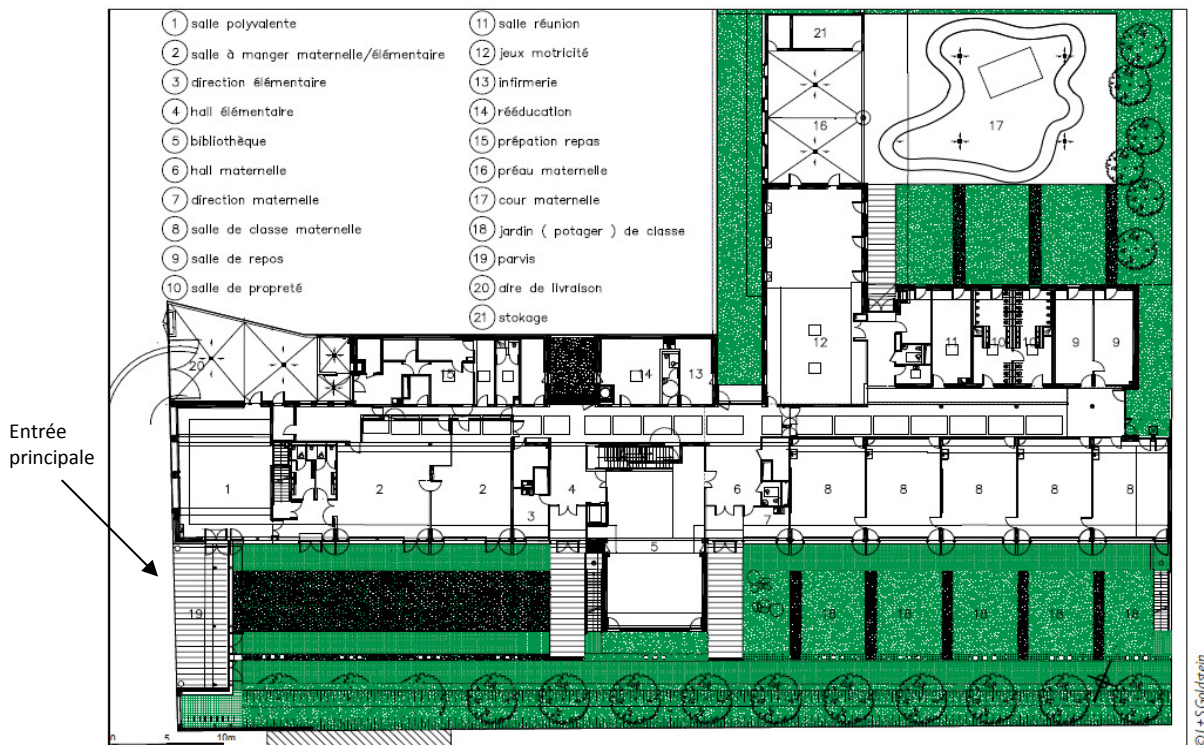 1 salle polyvalente
2 salle à manger maternelle/élémentaire
3 direction élémentaire
4 hall élémentaire
5 bibliothèque
6 hall maternelle
7 direction maternelle
8 salle de classe maternelle
9 salle de repos
10 salle de propreté
11 salle réunion
12 jeux motricité
13 infirmerie
14 rééducation
15 prépation repas
16 préau maternelle
17 cour maternelle
18 jardin ( potager ) de classe
19 parvis
20 aire de livraison
21 stokage
21
16
17
20
15
14
13
12
11
10
10
9
9
Entrée
principale
1
2
2
3
4
5
6
7
8
8
8
8
8
19
18
18
18
18
18
0 5 10m
© J + S Goldstein